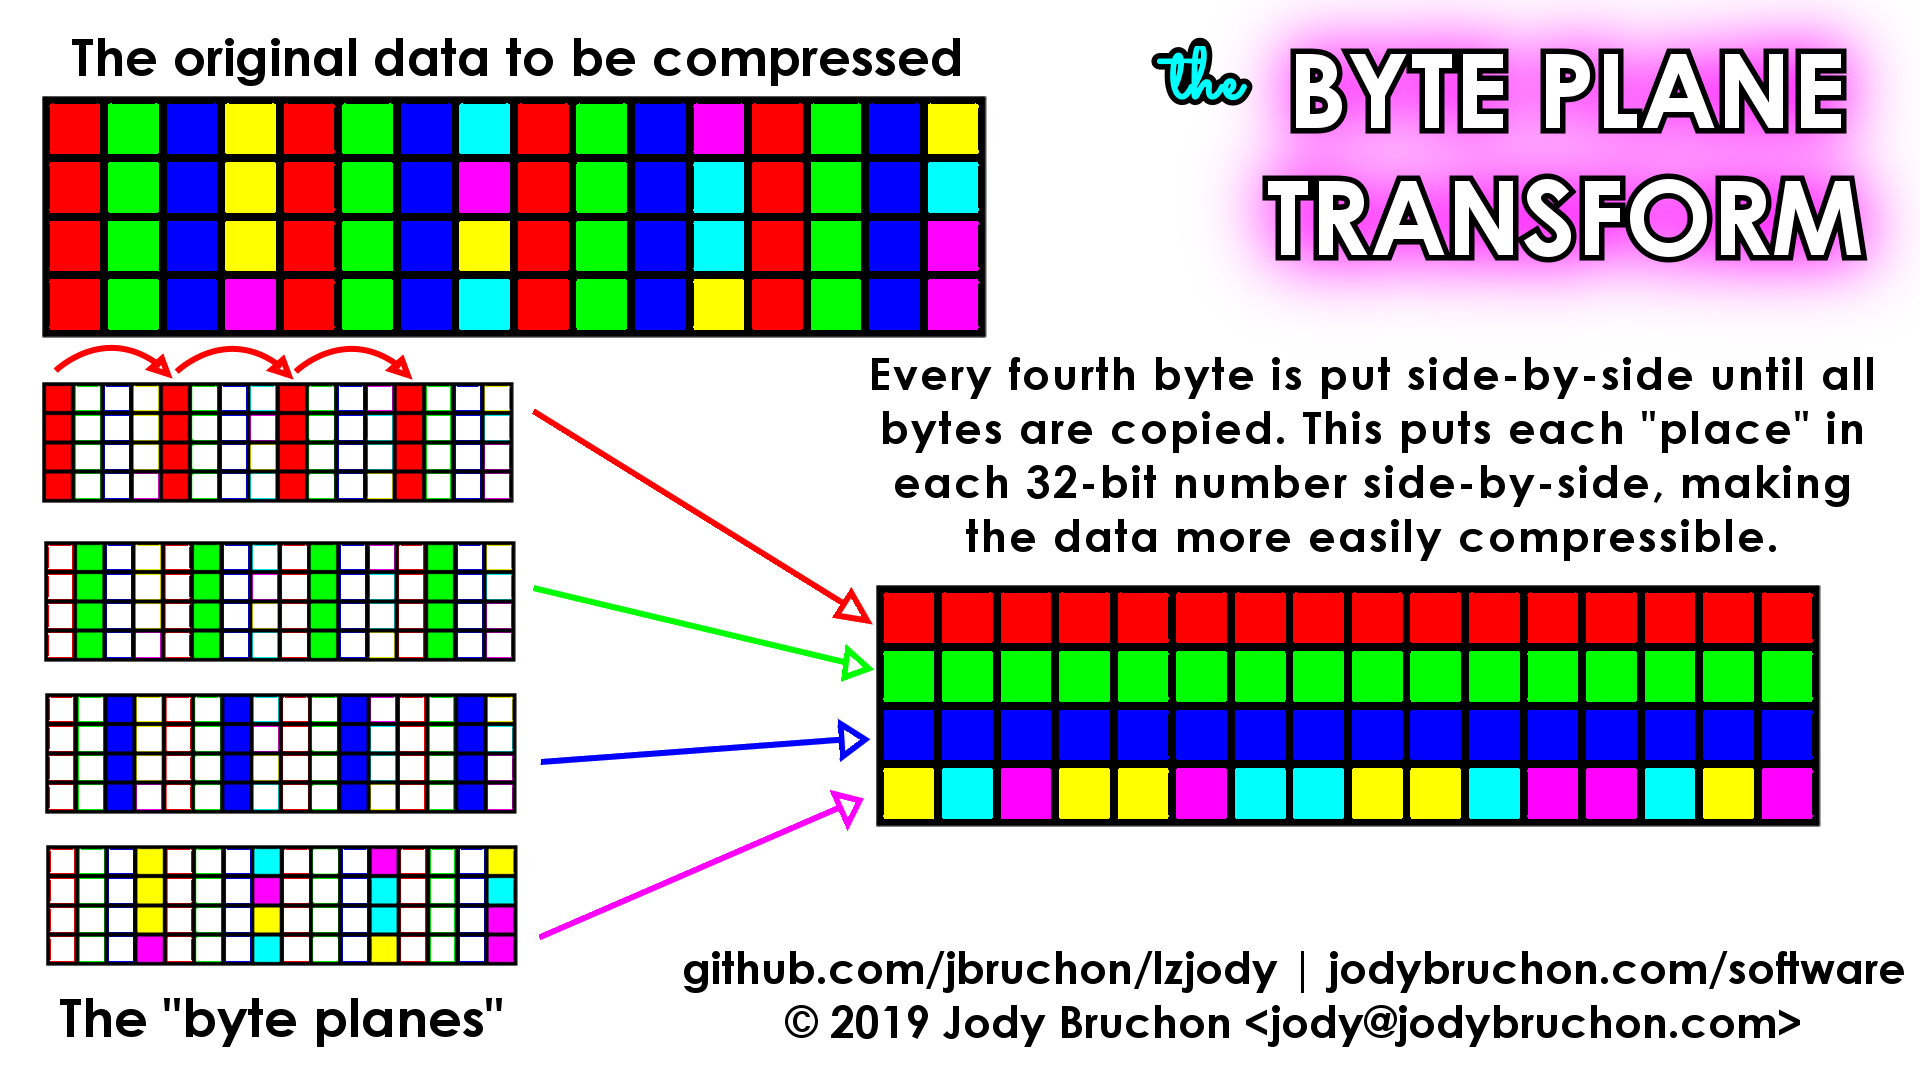 The original data to be compressed
the BYTE PLANE
TRANSFORM
Every fourth byte is put side-by-side until all
bytes are copied. This puts each "place" in
each 32-bit number side-by-side, making
the data more easily compressible.
The "byte planes"
github.com/jbruchon/lzjody | jodybruchon.com/software
© 2019 Jody Bruchon <jody@jodybruchon.com>